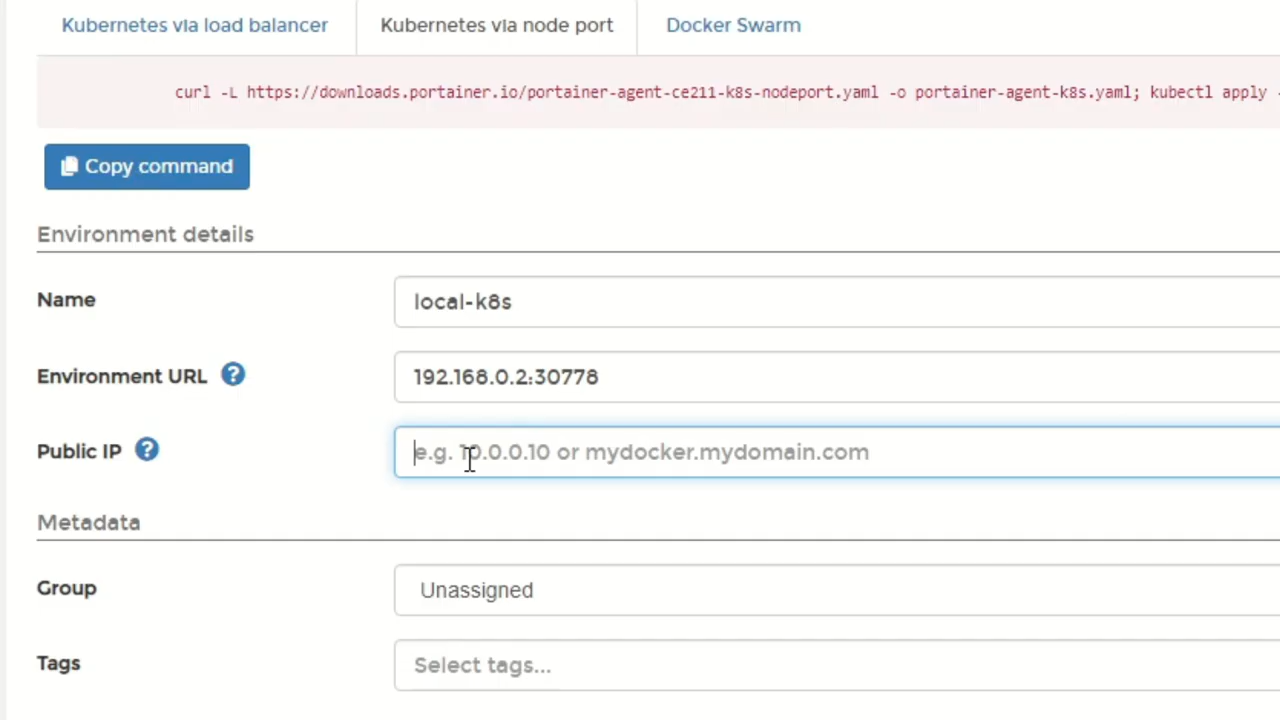 Kubernetes via load balancer
Kubernetes via node port
Docker Swarm
curl -L https://downloads.portainer.io/portainer-agent-ce211-k8s-nodeport.yaml -o portainer-agent-k8s.yaml; kubectl apply -
Copy command
Environment details
Name
local-k8s
Environment URL ?
192.168.0.2:30778
Public IP ?
e.g. 10.0.0.10 or mydocker.mydomain.com
Metadata
Group
Unassigned
Tags
Select tags...